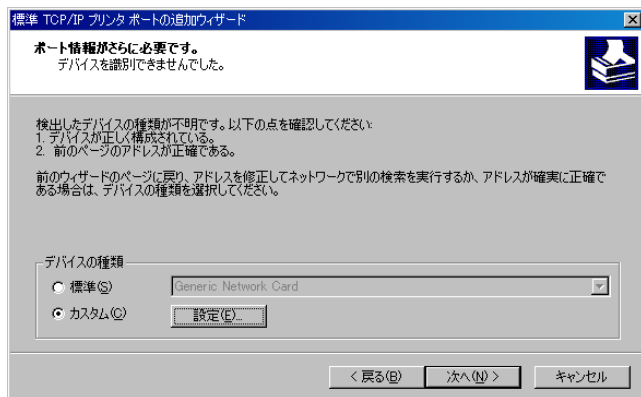 標準 TCP/IP プリンタ ポートの追加ウィザード
ポート情報がさらに必要です。
デバイスを識別できませんでした。
検出したデバイスの種類が不明です。以下の点を確認してください:
1. デバイスが正しく構成されている。
2. 前のページのアドレスが正確である。
前のウィザードのページに戻り、アドレスを修正してネットワークで別の検索を実行するか、アドレスが確実に正確で
ある場合は、デバイスの種類を選択してください。
デバイスの種類
標準(S)
Generic Network Card
カスタム(C)
設定(E)...
< 戻る(B)
次へ(N) >
キャンセル